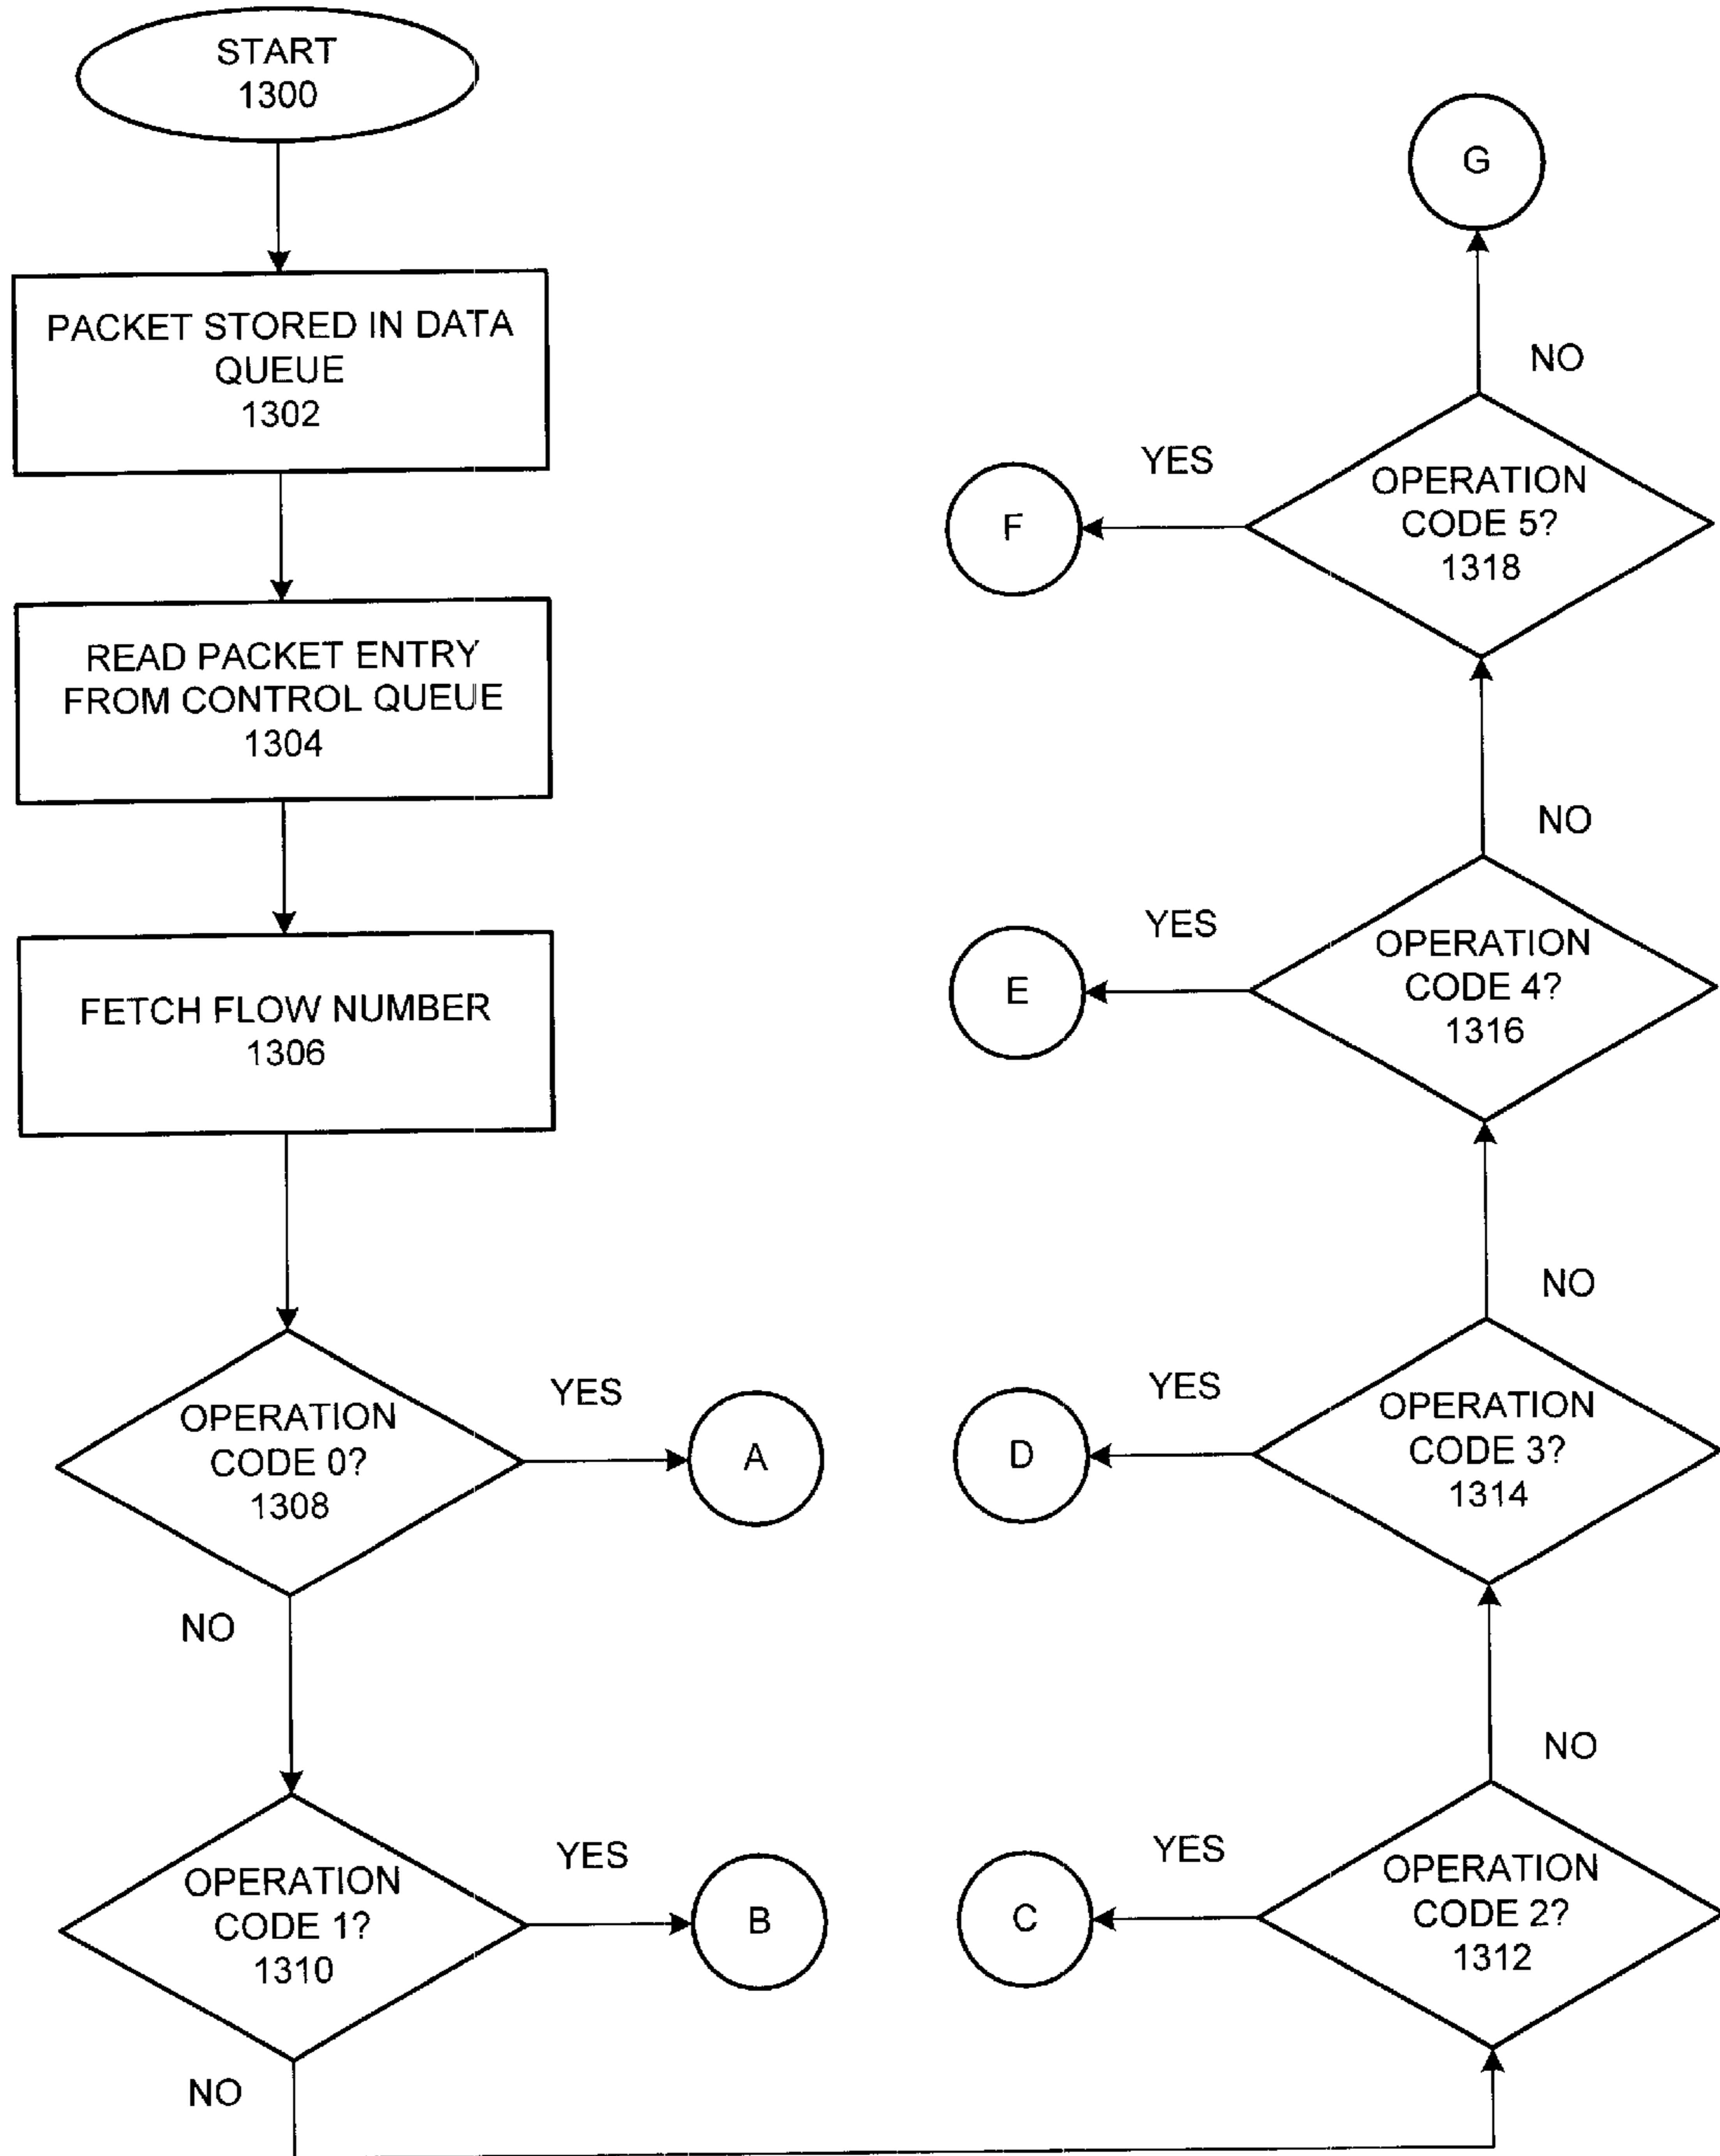 START
1300
PACKET STORED IN DATA
QUEUE
1302
READ PACKET ENTRY
FROM CONTROL QUEUE
1304
FETCH FLOW NUMBER
1306
OPERATION
CODE 0?
1308
YES
A
NO
OPERATION
CODE 1?
1310
YES
B
NO
OPERATION
CODE 2?
1312
YES
C
NO
OPERATION
CODE 3?
1314
YES
D
NO
OPERATION
CODE 4?
1316
YES
E
NO
OPERATION
CODE 5?
1318
YES
F
NO
G